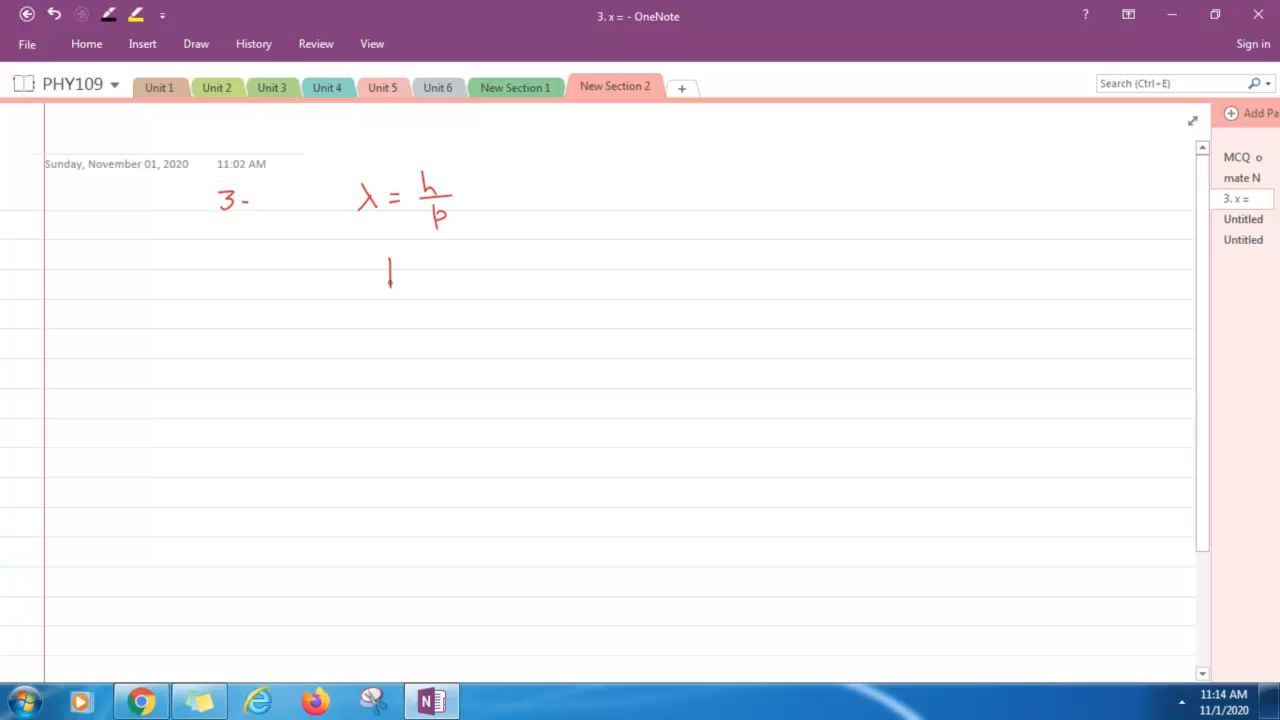 3. x = - OneNote
?
File Home Insert Draw History Review View
Sign in
PHY109 Unit 1 Unit 2 Unit 3 Unit 4 Unit 5 Unit 6 New Section 1 New Section 2 +
Search (Ctrl+E)
Add Pa
Sunday, November 01, 2020 11:02 AM
3. λ = h/p
MCQ o
mate N
3. x =
Untitled
Untitled
11:14 AM
11/1/2020